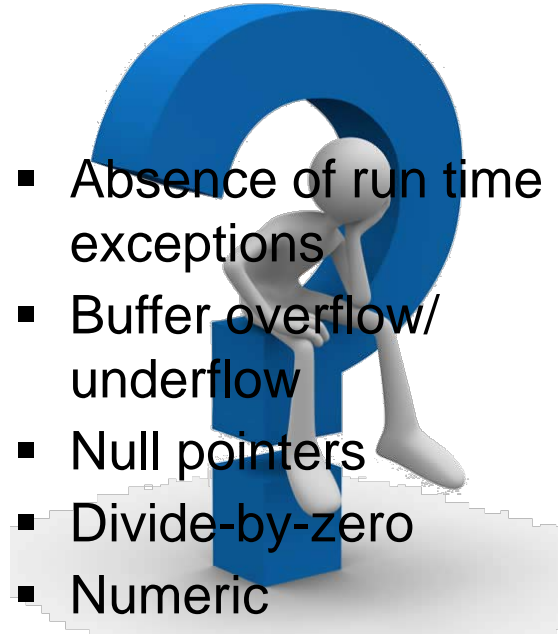 ▪ Absence of run time
exceptions
▪ Buffer overflow/
underflow
▪ Null pointers
▪ Divide-by-zero
▪ Numeric